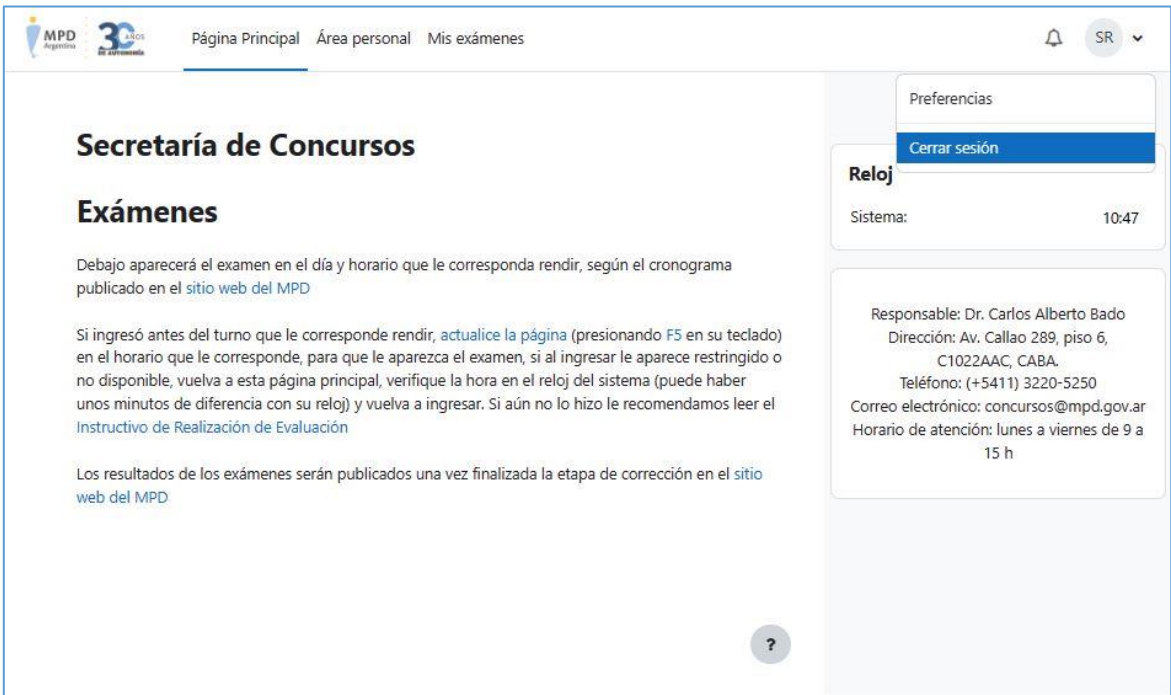 MPD
Argentina
30 AÑOS
DE AUTONOMÍA
Página Principal Área personal Mis exámenes
SR
Preferencias
Cerrar sesión
Secretaría de Concursos
Exámenes
Debajo aparecerá el examen en el día y horario que le corresponda rendir, según el cronograma
publicado en el sitio web del MPD
Si ingresó antes del turno que le corresponde rendir, actualice la página (presionando F5 en su teclado)
en el horario que le corresponde, para que le aparezca el examen, si al ingresar le aparece restringido o
no disponible, vuelva a esta página principal, verifique la hora en el reloj del sistema (puede haber
unos minutos de diferencia con su reloj) y vuelva a ingresar. Si aún no lo hizo le recomendamos leer el
Instructivo de Realización de Evaluación
Los resultados de los exámenes serán publicados una vez finalizada la etapa de corrección en el sitio
web del MPD
Reloj
Sistema: 10:47
Responsable: Dr. Carlos Alberto Bado
Dirección: Av. Callao 289, piso 6,
C1022AAC, CABA.
Teléfono: (+5411) 3220-5250
Correo electrónico: concursos@mpd.gov.ar
Horario de atención: lunes a viernes de 9 a
15 h
?